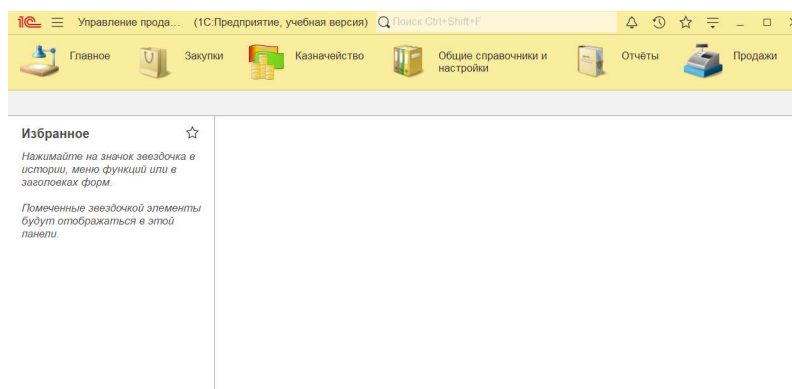 1С Управление прода... (1С:Предприятие, учебная версия) Поиск Ctrl+Shift+F
Главное Закупки Казначейство Общие справочники и настройки Отчёты Продажи
Избранное
Нажимайте на значок звездочка в
истории, меню функций или в
заголовках форм.
Помеченные звездочкой элементы
будут отображаться в этой
панели.